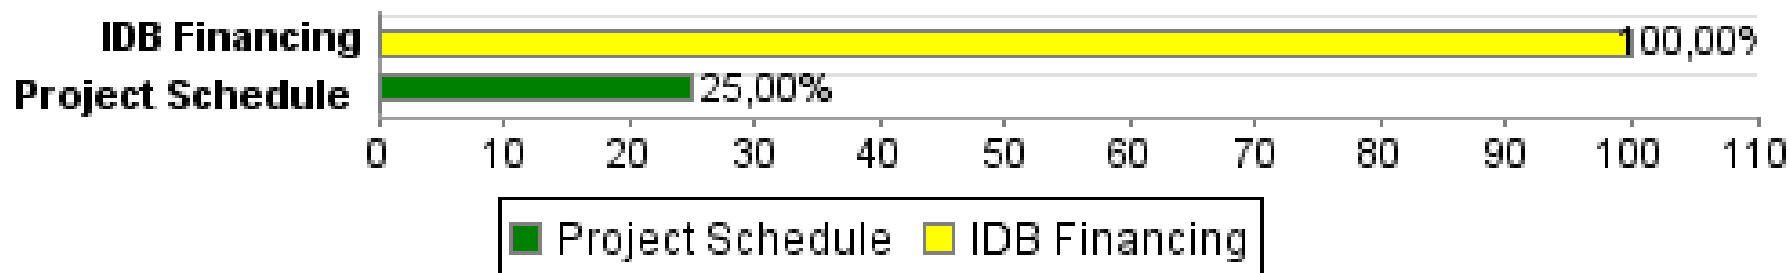 IDB Financing
100,00%
Project Schedule
25,00%
0 10 20 30 40 50 60 70 80 90 100 110
Project Schedule IDB Financing